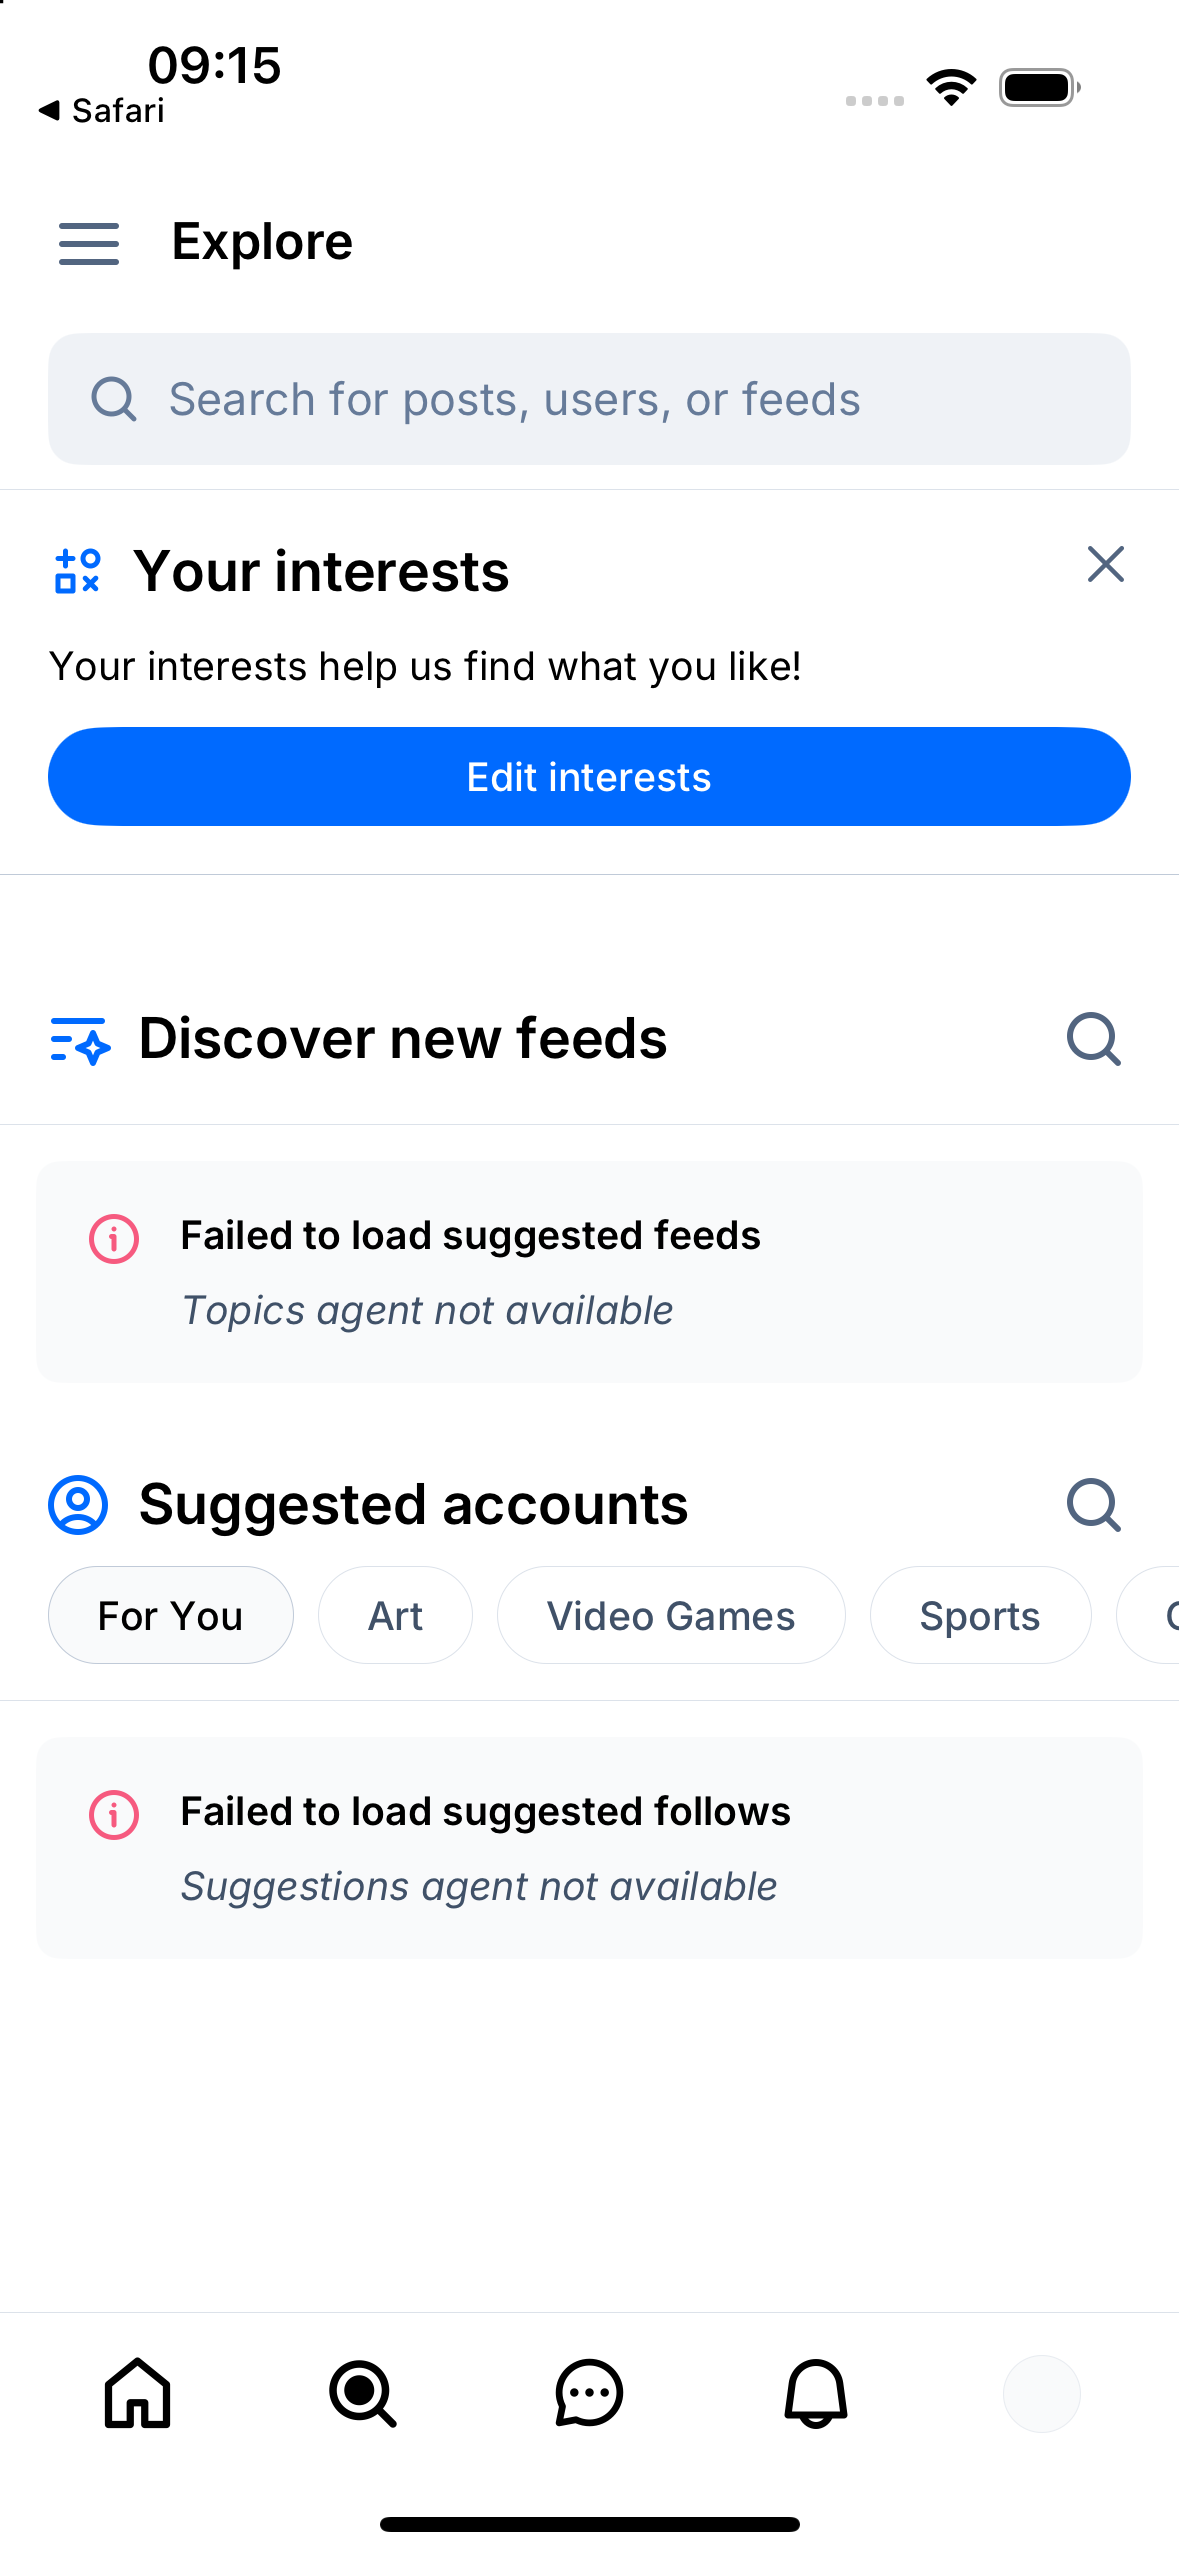 09:15
Safari
Explore
Search for posts, users, or feeds
Your interests
Your interests help us find what you like!
Edit interests
Discover new feeds
Failed to load suggested feeds
Topics agent not available
Suggested accounts
For You
Art
Video Games
Sports
Failed to load suggested follows
Suggestions agent not available